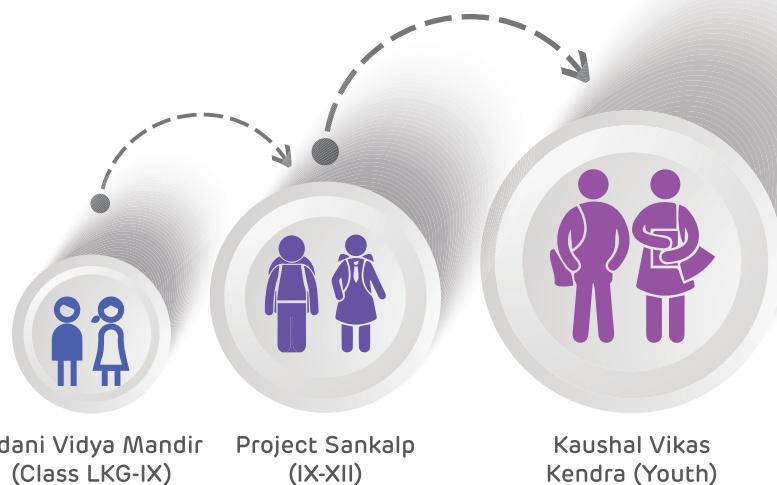 dani Vidya Mandir
(Class LKG-IX)
Project Sankalp
(IX-XII)
Kaushal Vikas
Kendra (Youth)